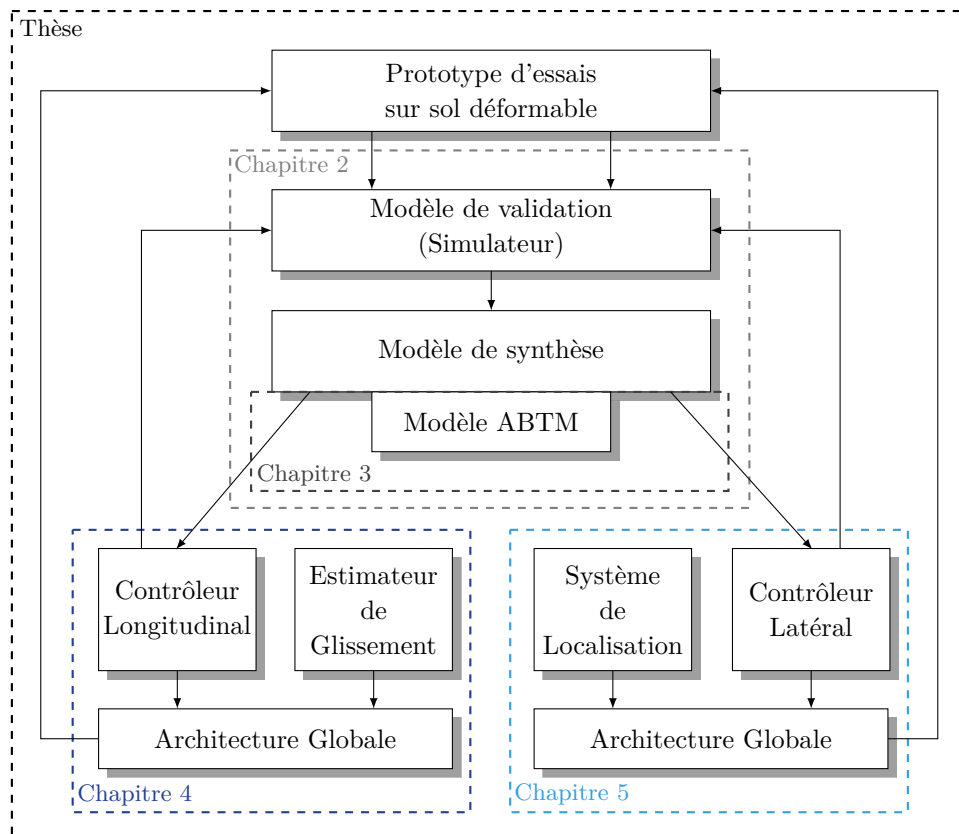 Thèse
Prototype d'essais
sur sol déformable
Chapitre 2
Modèle de validation
(Simulateur)
Modèle de synthèse
Modèle ABTM
Chapitre 3
Contrôleur
Longitudinal
Estimateur
de
Glissement
Architecture Globale
Chapitre 4
Système
de
Localisation
Contrôleur
Latéral
Architecture Globale
Chapitre 5